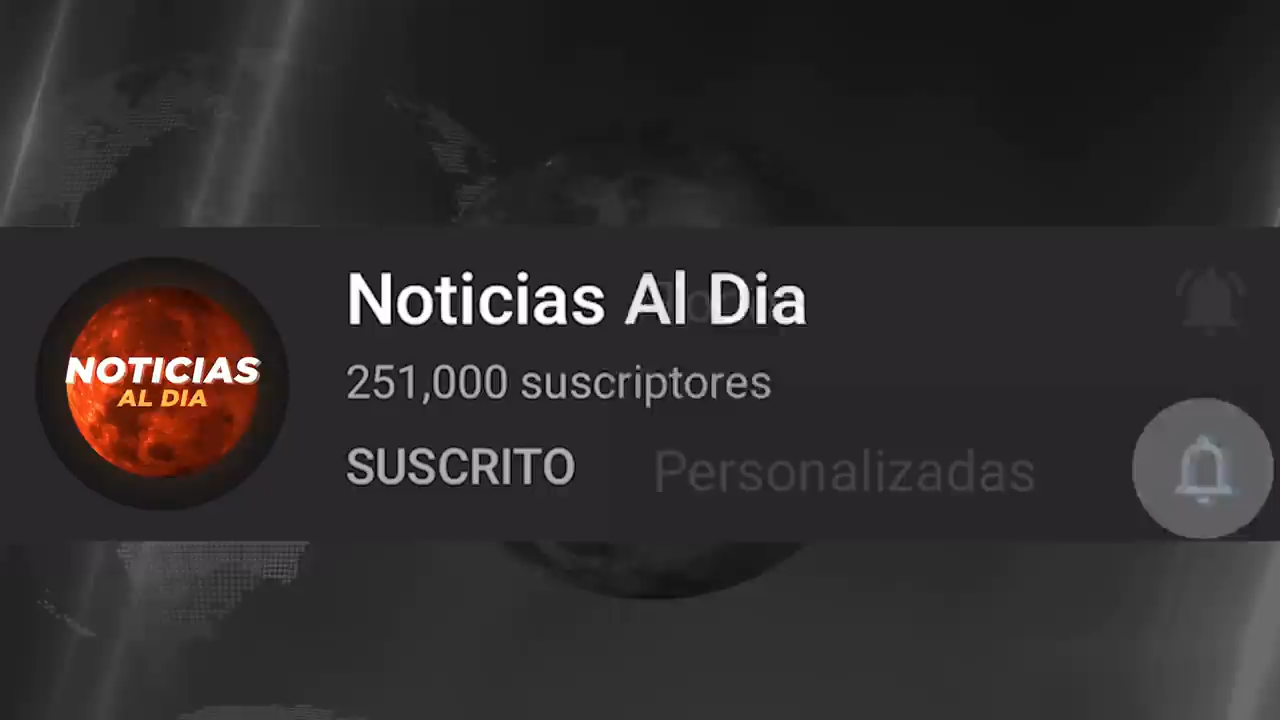 Noticias Al Dia
NOTICIAS
AL DIA
251,000 suscriptores
SUSCRITO
Personalizadas